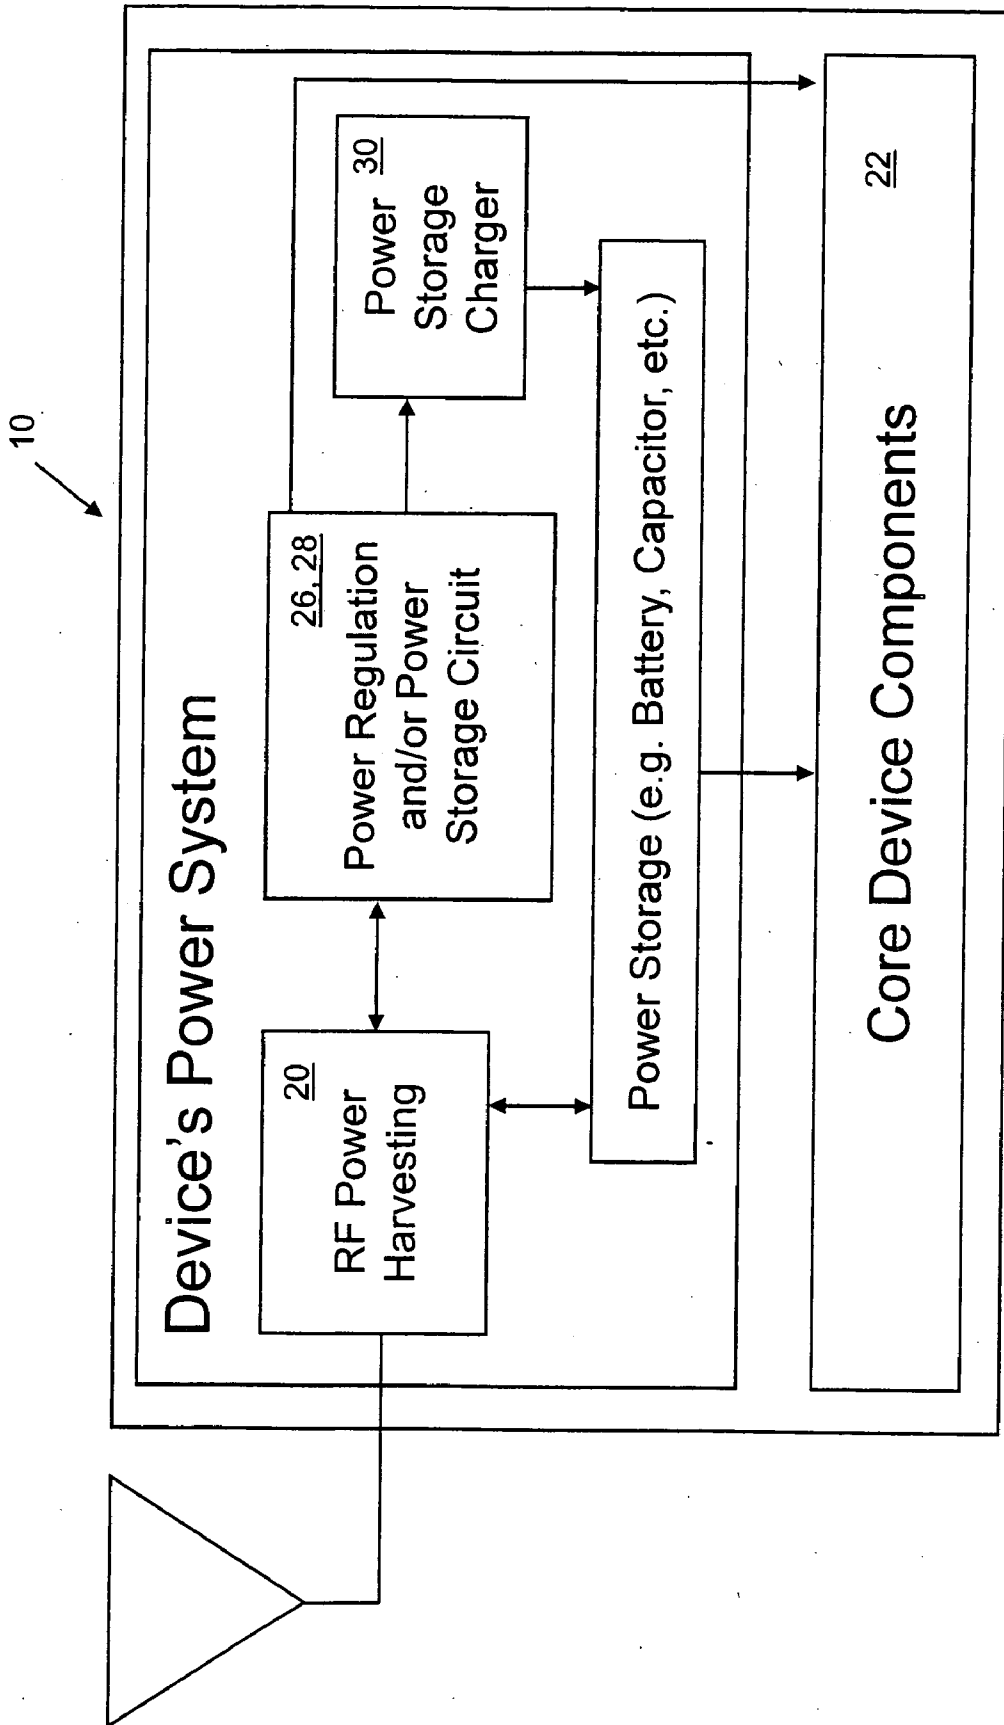 10
Device's Power System
20
RF Power
Harvesting
26, 28
Power Regulation
and/or Power
Storage Circuit
30
Power
Storage
Charger
Power Storage (e.g. Battery, Capacitor, etc.)
22
Core Device Components